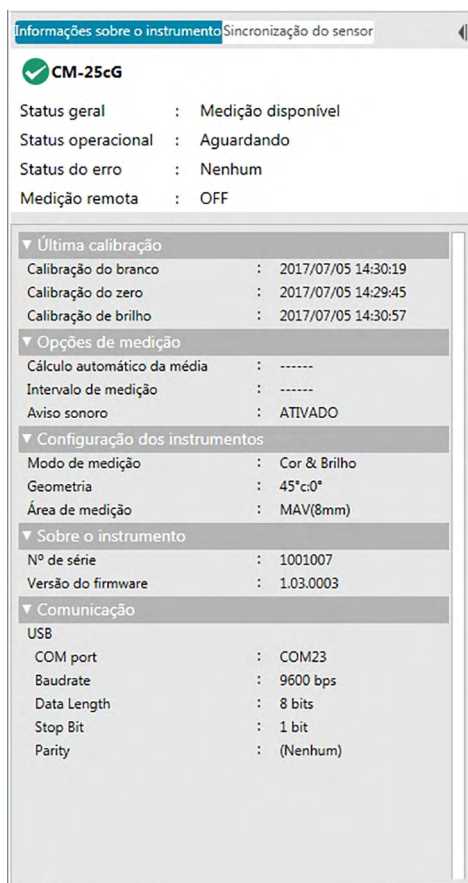 Informações sobre o instrumento Sincronização do sensor
CM-25cG
Status geral : Medição disponível
Status operacional : Aguardando
Status do erro : Nenhum
Medição remota : OFF
▼ Última calibração
Calibração do branco : 2017/07/05 14:30:19
Calibração do zero : 2017/07/05 14:29:45
Calibração de brilho : 2017/07/05 14:30:57
▼ Opções de medição
Cálculo automático da média : ------
Intervalo de medição : ------
Aviso sonoro : ATIVADO
▼ Configuração dos instrumentos
Modo de medição : Cor & Brilho
Geometria : 45°c:0°
Área de medição : MAV(8mm)
▼ Sobre o instrumento
Nº de série : 1001007
Versão do firmware : 1.03.0003
▼ Comunicação
USB
COM port : COM23
Baudrate : 9600 bps
Data Length : 8 bits
Stop Bit : 1 bit
Parity : (Nenhum)